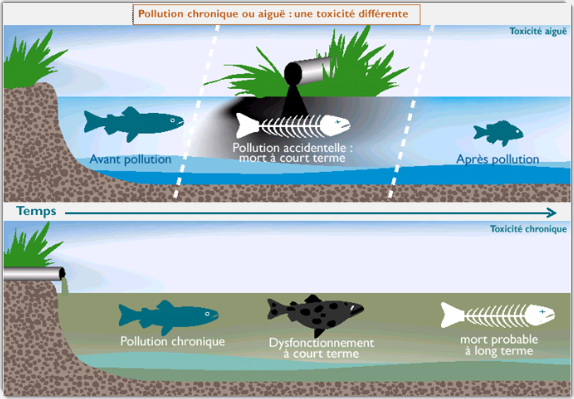 Pollution chronique ou aiguë : une toxicité différente
Toxicité aiguë
Avant pollution
Pollution accidentelle :
mort à court terme
Après pollution
Temps
Toxicité chronique
Pollution chronique
Dysfonctionnement
à court terme
mort probable
à long terme